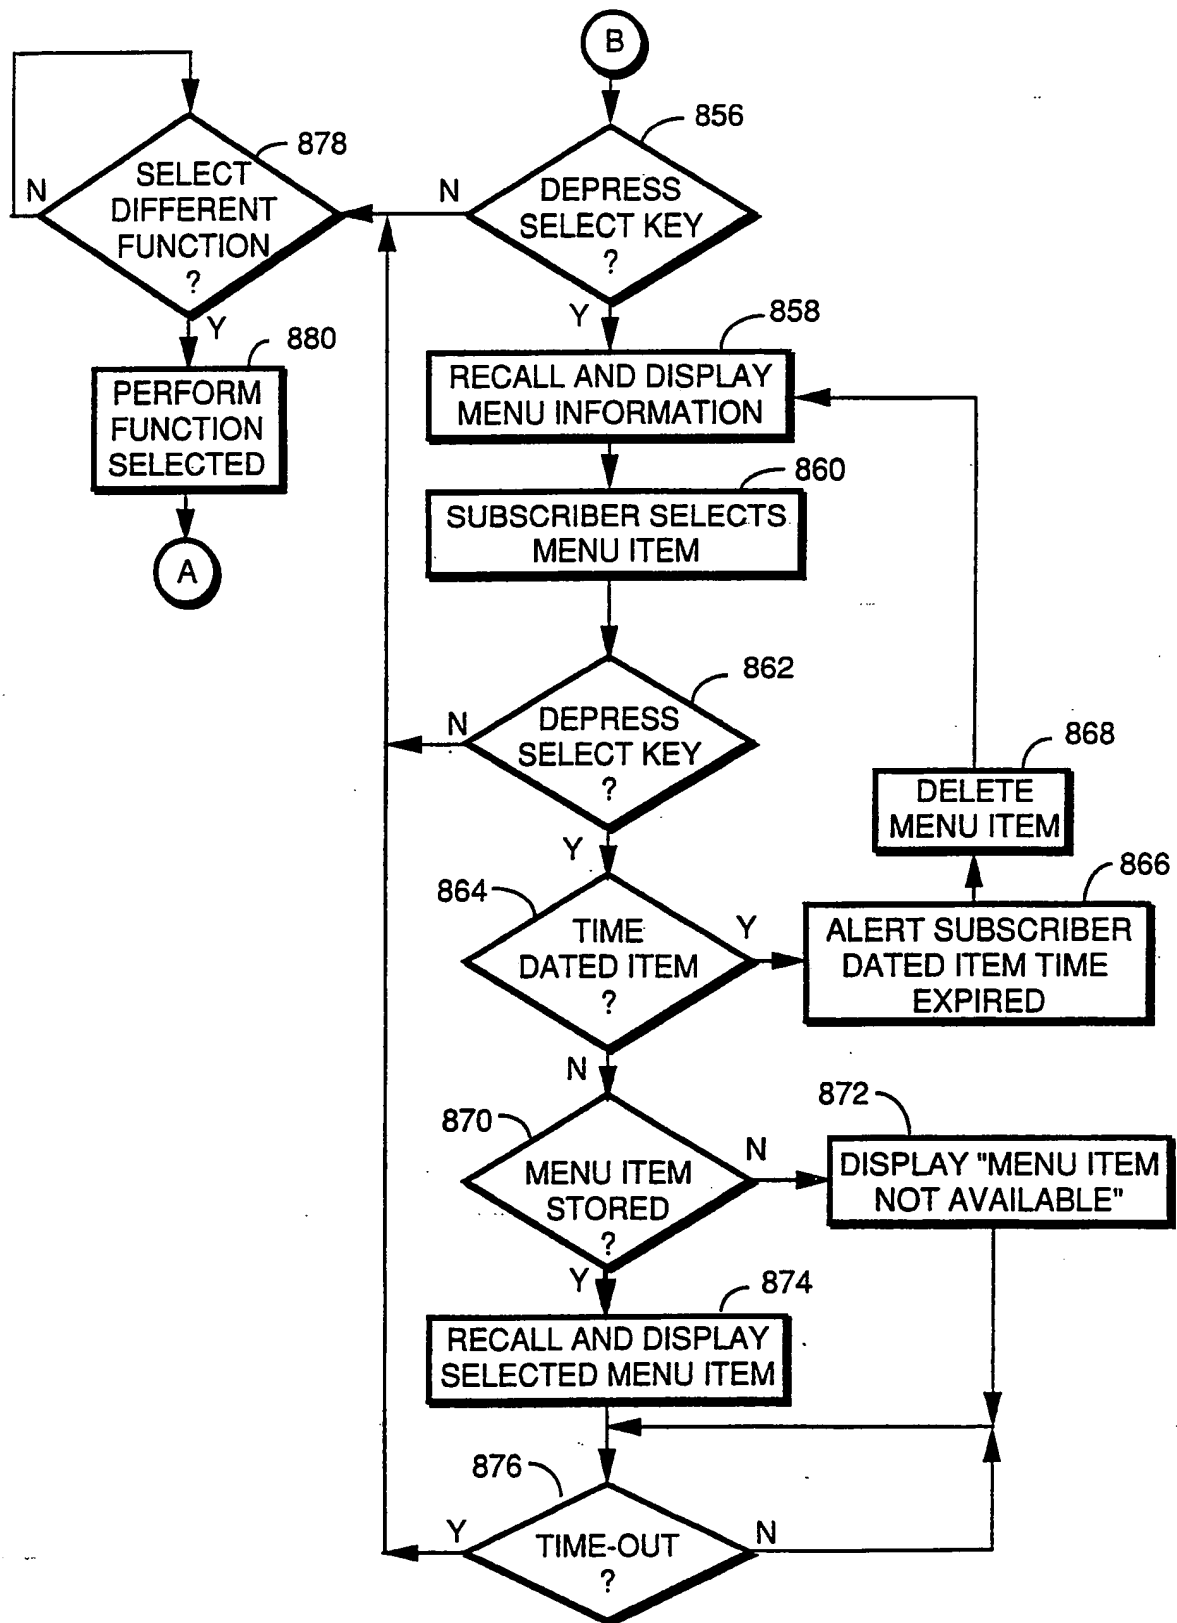 B
856
DEPRESS
SELECT KEY
?
N
Y
878
SELECT
DIFFERENT
FUNCTION
?
N
Y
880
PERFORM
FUNCTION
SELECTED
A
858
RECALL AND DISPLAY
MENU INFORMATION
860
SUBSCRIBER SELECTS
MENU ITEM
862
DEPRESS
SELECT KEY
?
N
Y
868
DELETE
MENU ITEM
864
TIME
DATED ITEM
?
Y
N
866
ALERT SUBSCRIBER
DATED ITEM TIME
EXPIRED
870
MENU ITEM
STORED
?
N
Y
872
DISPLAY "MENU ITEM
NOT AVAILABLE"
874
RECALL AND DISPLAY
SELECTED MENU ITEM
876
TIME-OUT
?
Y
N